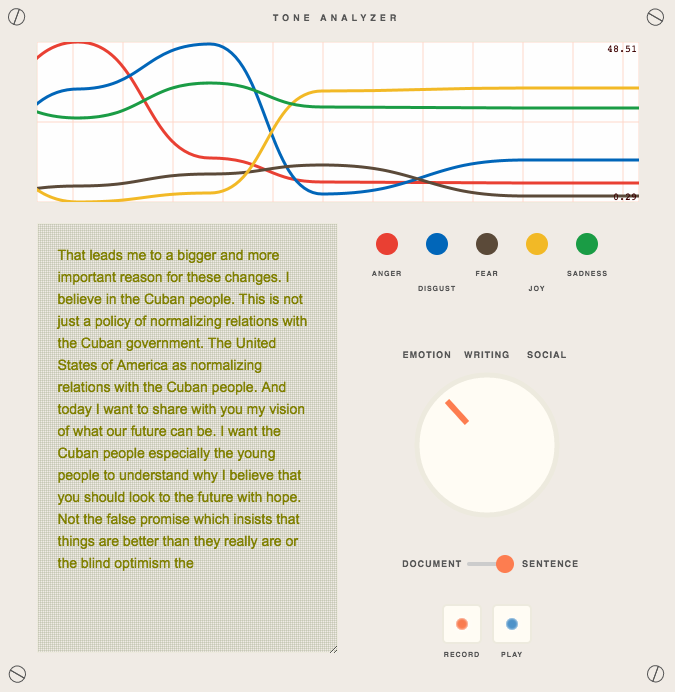 TONE ANALYZER
48.51
0.29
That leads me to a bigger and more
important reason for these changes. I
believe in the Cuban people. This is not
just a policy of normalizing relations with
the Cuban government. The United
States of America as normalizing
relations with the Cuban people. And
today I want to share with you my vision
of what our future can be. I want the
Cuban people especially the young
people to understand why I believe that
you should look to the future with hope.
Not the false promise which insists that
things are better than they really are or
the blind optimism the
ANGER
DISGUST
FEAR
JOY
SADNESS
EMOTION WRITING SOCIAL
DOCUMENT SENTENCE
RECORD PLAY